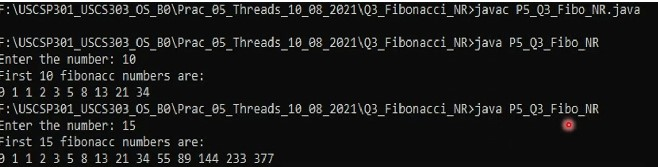 F:\USCSP301_USCS303_OS_B0\Prac_05_Threads_10_08_2021\Q3_Fibonacci_NR>javac P5_Q3_Fibo_NR.java
F:\USCSP301_USCS303_OS_B0\Prac_05_Threads_10_08_2021\Q3_Fibonacci_NR>java P5_Q3_Fibo_NR
Enter the number: 10
First 10 fibonacc numbers are:
0 1 1 2 3 5 8 13 21 34
F:\USCSP301_USCS303_OS_B0\Prac_05_Threads_10_08_2021\Q3_Fibonacci_NR>java P5_Q3_Fibo_NR
Enter the number: 15
First 15 fibonacc numbers are:
0 1 1 2 3 5 8 13 21 34 55 89 144 233 377